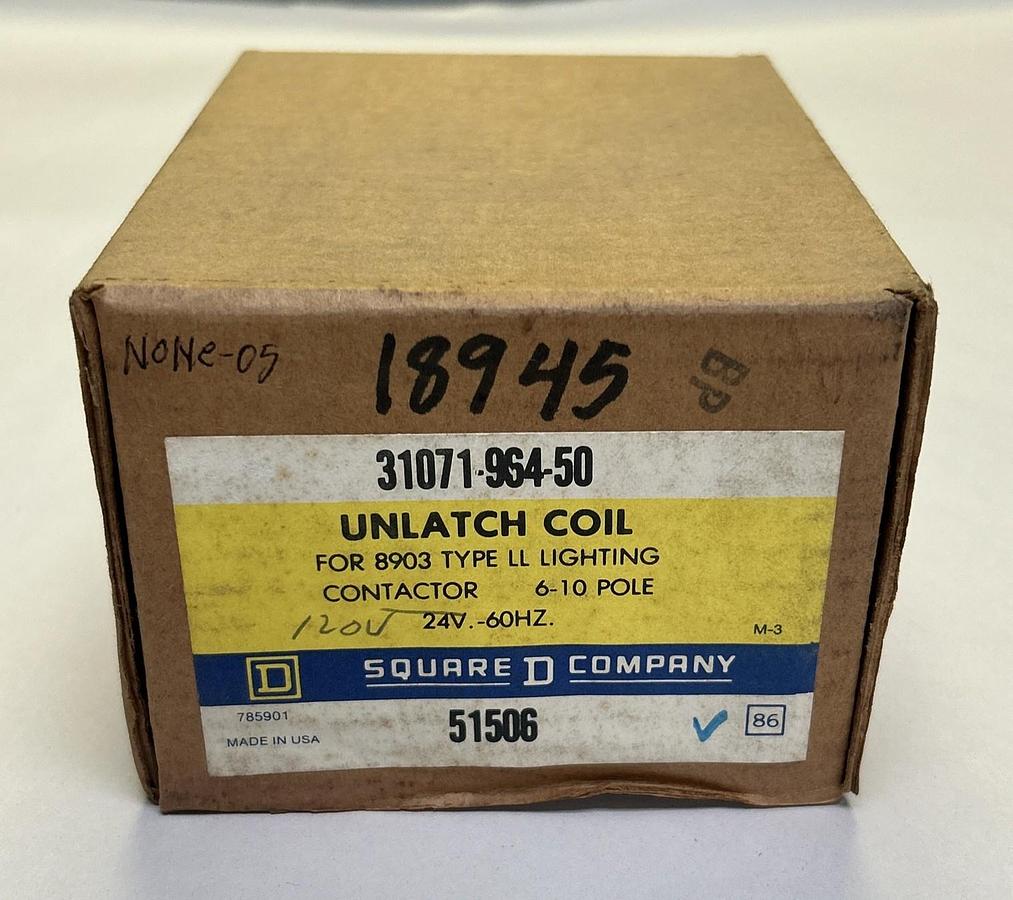 NONe-05
18945
BP
31071-964-50
UNLATCH COIL
FOR 8903 TYPE LL LIGHTING
CONTACTOR 6-10 POLE
120V 24V.-60HZ.
M-3
D SQUARE D COMPANY
785901
51506
86
MADE IN USA